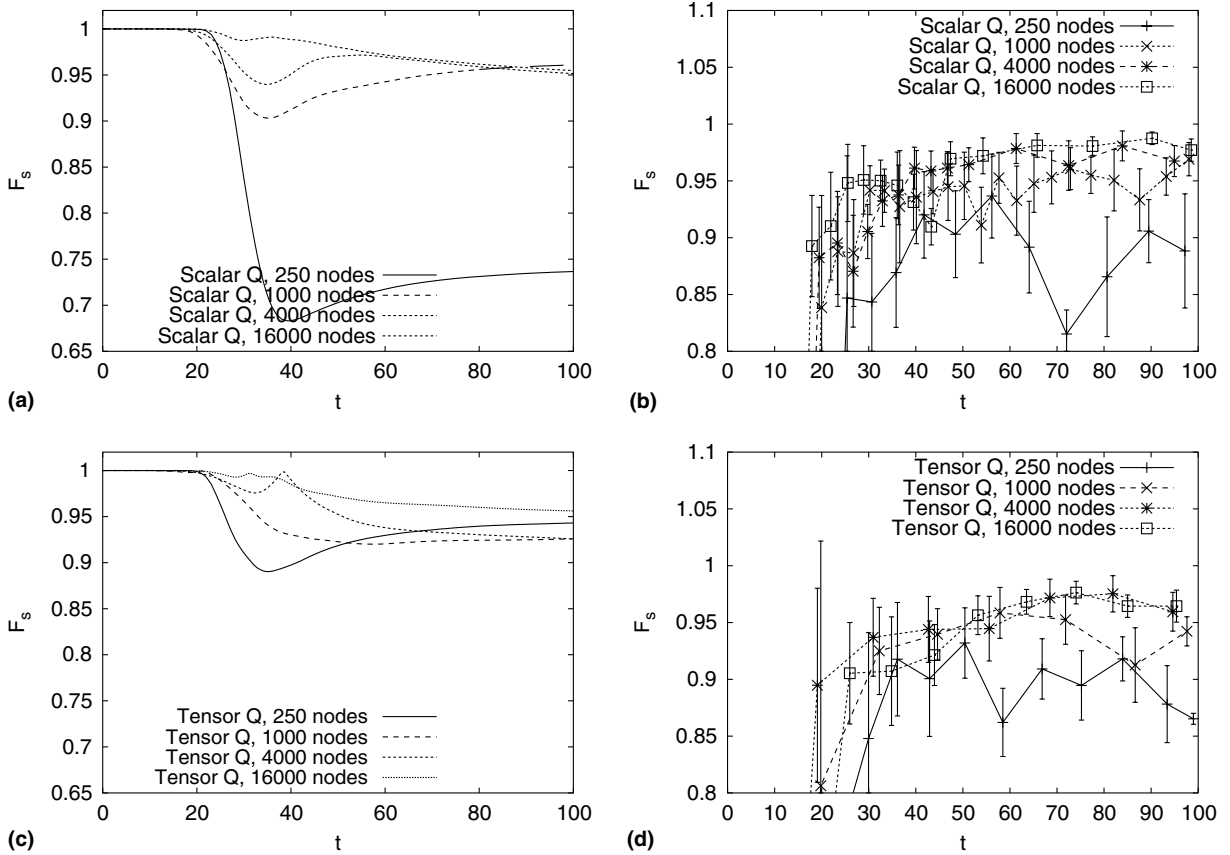 1
0.95
0.9
0.85
0.8
0.75
0.7
0.65
F_s
Scalar Q, 250 nodes
Scalar Q, 1000 nodes
Scalar Q, 4000 nodes
Scalar Q, 16000 nodes
0 20 40 60 80 100
t
(a)
1.1
1.05
1
0.95
0.9
0.85
0.8
F_s
Scalar Q, 250 nodes
Scalar Q, 1000 nodes
Scalar Q, 4000 nodes
Scalar Q, 16000 nodes
0 10 20 30 40 50 60 70 80 90 100
t
(b)
1
0.95
0.9
0.85
0.8
0.75
0.7
0.65
F_s
Tensor Q, 250 nodes
Tensor Q, 1000 nodes
Tensor Q, 4000 nodes
Tensor Q, 16000 nodes
0 20 40 60 80 100
t
(c)
1.1
1.05
1
0.95
0.9
0.85
0.8
F_s
Tensor Q, 250 nodes
Tensor Q, 1000 nodes
Tensor Q, 4000 nodes
Tensor Q, 16000 nodes
0 10 20 30 40 50 60 70 80 90 100
t
(d)